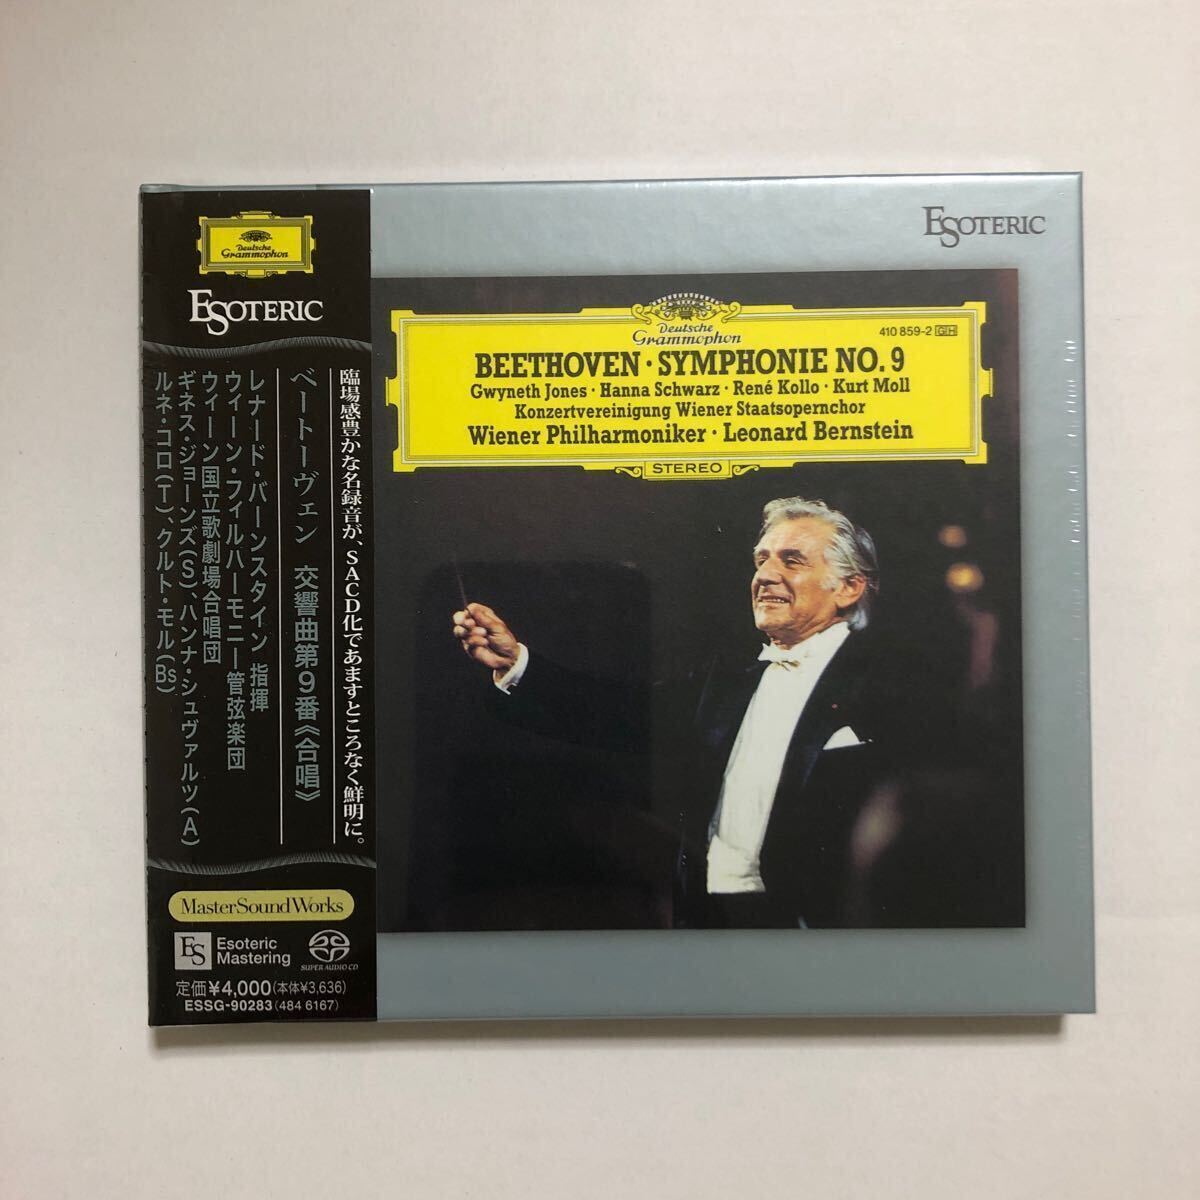 Deutsche
Grammophon
ESOTERIC
臨場感豊かな名録音が、SACD化であますところなく鮮明に。
ベートーヴェン 交響曲第9番《合唱》
レナード・バーンスタイン 指揮
ウィーン・フィルハーモニー管弦楽団
ウィーン国立歌劇場合唱団
ギネス・ジョーンズ(S)、ハンナ・シュヴァルツ(A)
ルネ・コロ(T)、クルト・モル(Bs)
MasterSoundWorks
ES
Esoteric
Mastering
SUPER AUDIO CD
定価¥4,000(本体¥3,636)
ESSG-90283(484 6167)
ESOTERIC
Deutsche
Grammophon
410 859-2 GH
BEETHOVEN · SYMPHONIE NO. 9
Gwyneth Jones · Hanna Schwarz · René Kollo · Kurt Moll
Konzertvereinigung Wiener Staatsopernchor
Wiener Philharmoniker · Leonard Bernstein
STEREO